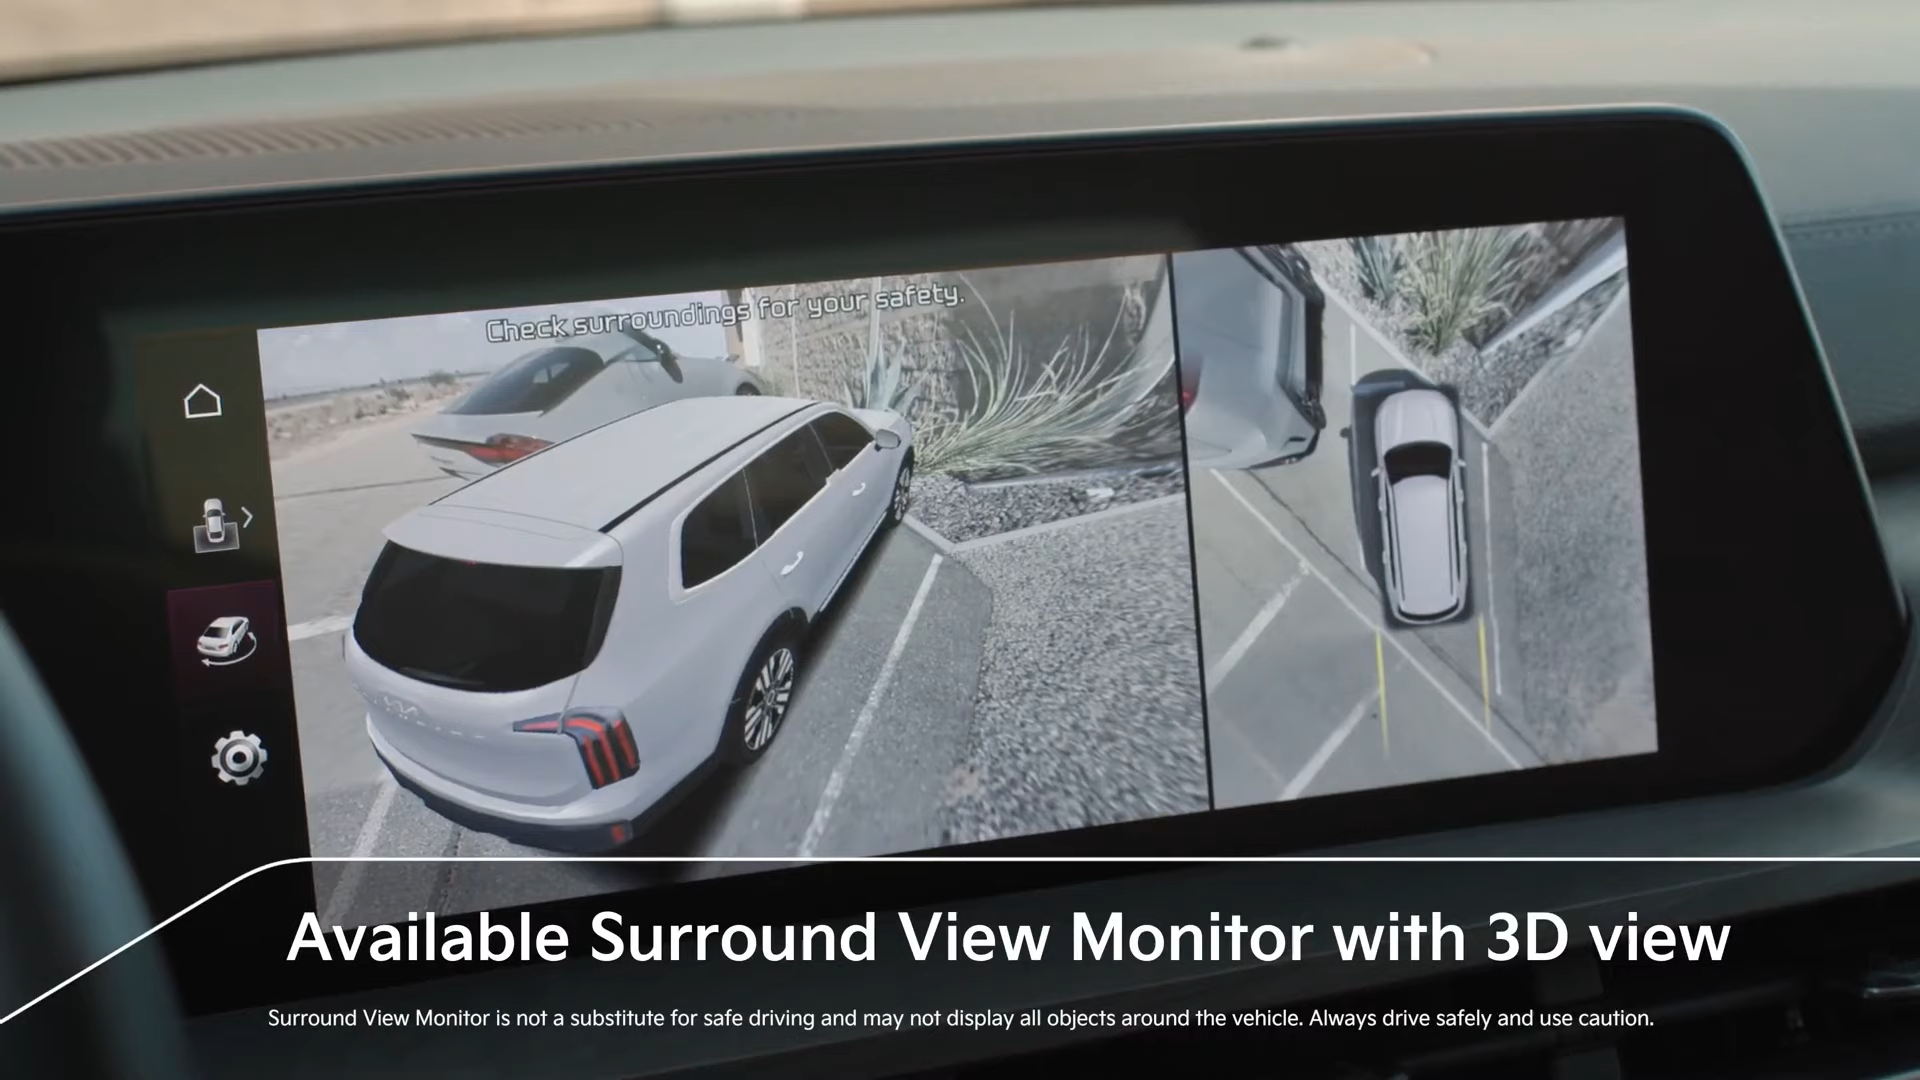 Check surroundings for your safety.
Available Surround View Monitor with 3D view
Surround View Monitor is not a substitute for safe driving and may not display all objects around the vehicle. Always drive safely and use caution.